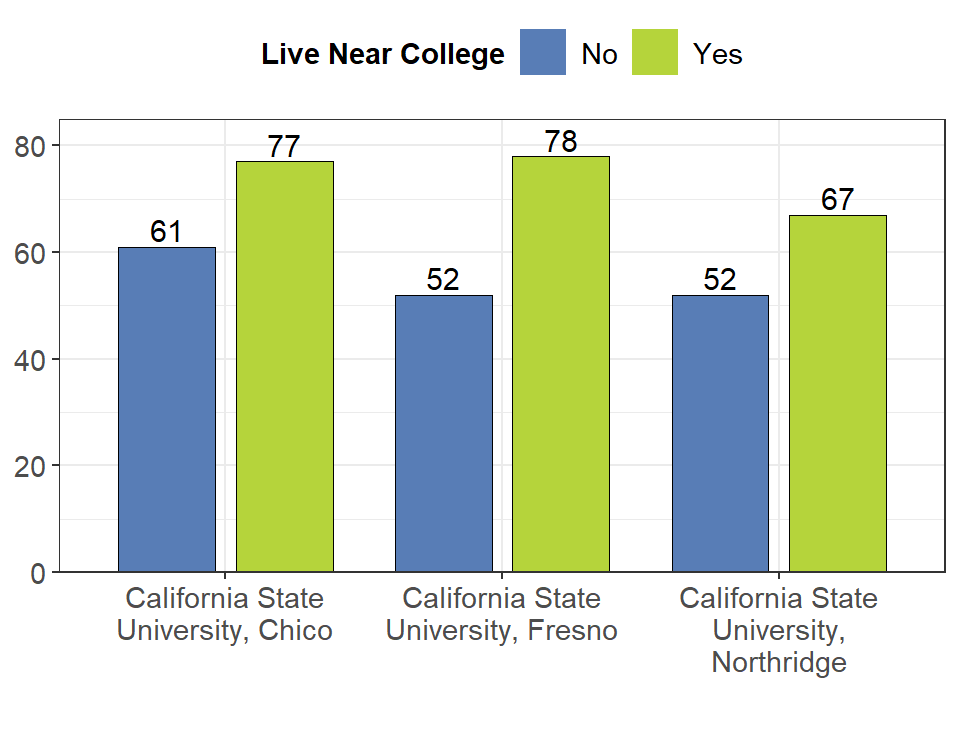 Live Near College No Yes
80
60
40
20
0
77
78
67
61
52
52
California State
University, Chico
California State
University, Fresno
California State
University,
Northridge